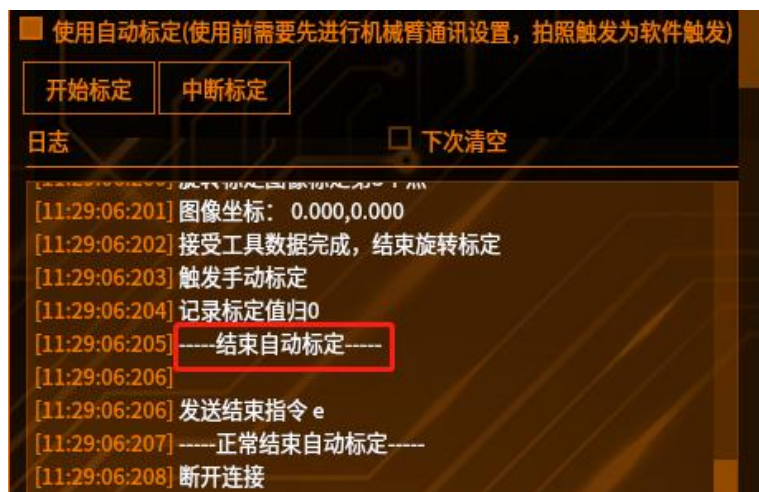 使用自动标定(使用前需要先进行机械臂通讯设置，拍照触发为软件触发)
开始标定 中断标定
日志 下次清空
[11:29:06:201] 图像坐标： 0.000,0.000
[11:29:06:202] 接受工具数据完成，结束旋转标定
[11:29:06:203] 触发手动标定
[11:29:06:204] 记录标定值归0
[11:29:06:205] -----结束自动标定-----
[11:29:06:206]
[11:29:06:206] 发送结束指令 e
[11:29:06:207] -----正常结束自动标定-----
[11:29:06:208] 断开连接